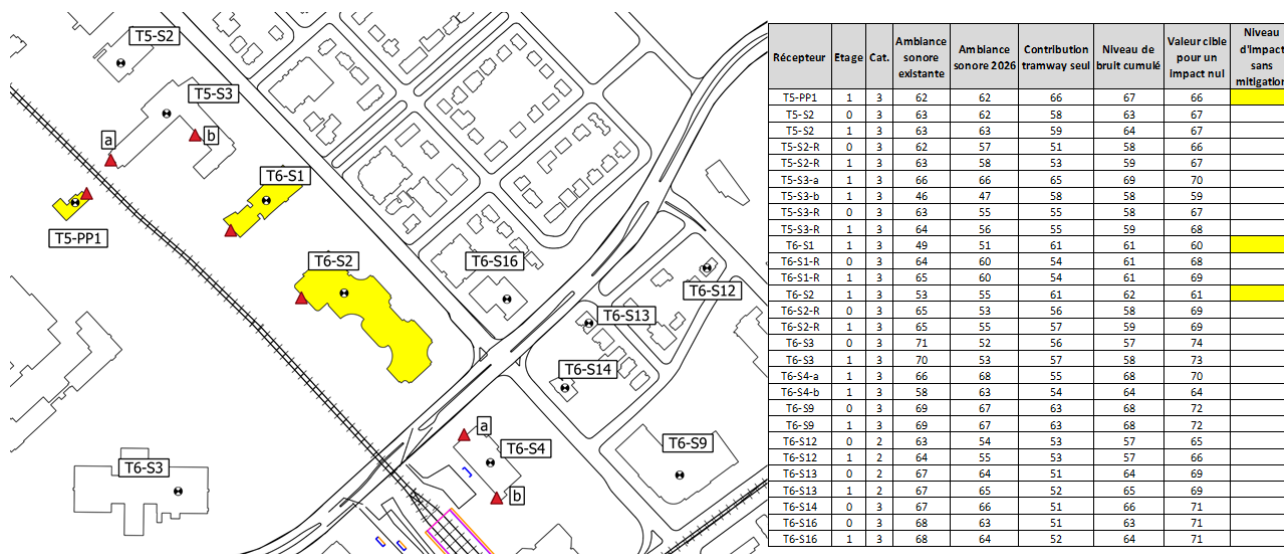 T5-S2
T5-S3
a
b
T6-S1
T5-PP1
T6-S2
T6-S16
T6-S12
T6-S13
T6-S14
a
T6-S4
T6-S9
T6-S3
b
Récepteur Etage Cat. Ambiance sonore existante Ambiance sonore 2026 Contribution tramway seul Niveau de bruit cumulé Valeur cible pour un impact nul Niveau d'impact sans mitigation
T5-PP1 1 3 62 62 66 67 66
T5-S2 0 3 63 62 58 63 67
T5-S2 1 3 63 63 59 64 67
T5-S2-R 0 3 62 57 51 58 66
T5-S2-R 1 3 63 58 53 59 67
T5-S3-a 1 3 66 66 65 69 70
T5-S3-b 1 3 46 47 58 58 59
T5-S3-R 0 3 63 55 55 58 67
T5-S3-R 1 3 64 56 55 59 68
T6-S1 1 3 49 51 61 61 60
T6-S1-R 0 3 64 60 54 61 68
T6-S1-R 1 3 65 60 54 61 69
T6-S2 1 3 53 55 61 62 61
T6-S2-R 0 3 65 53 56 58 69
T6-S2-R 1 3 65 55 57 59 69
T6-S3 0 3 71 52 56 57 74
T6-S3 1 3 70 53 57 58 73
T6-S4-a 1 3 66 68 55 68 70
T6-S4-b 1 3 58 63 54 64 64
T6-S9 0 3 69 67 63 68 72
T6-S9 1 3 69 67 63 68 72
T6-S12 0 2 63 54 53 57 65
T6-S12 1 2 64 55 53 57 66
T6-S13 0 2 67 64 51 64 69
T6-S13 1 2 67 65 52 65 69
T6-S14 0 3 67 66 51 66 71
T6-S16 0 3 68 63 51 63 71
T6-S16 1 3 68 64 52 64 71